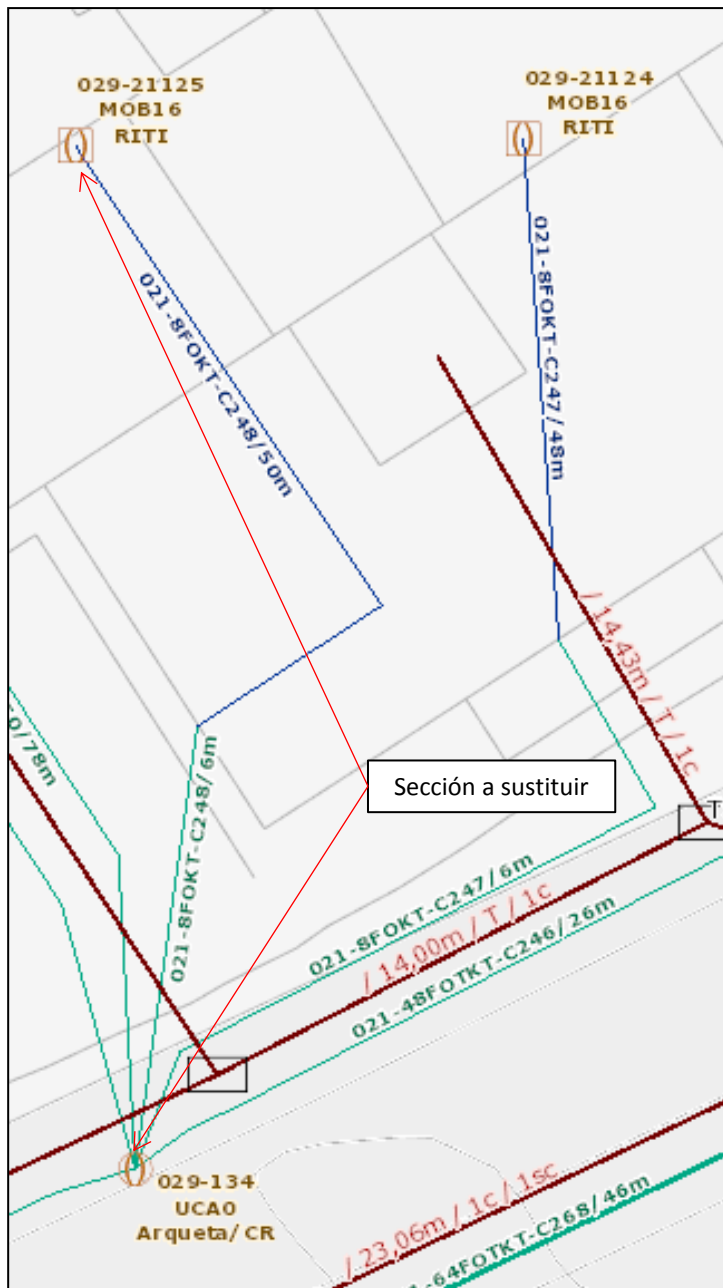 029-21125
MOB16
RITI
029-21124
MOB16
RITI
021-8FOKT-C248/50m
021-8FOKT-C247/48m
/ 14,43m / T / 1c
/78m
Sección a sustituir
T
021-8FOKT-C248/6m
021-8FOKT-C247/6m
/ 14,00m / T / 1c
021-48FOTKT-C246/26m
029-134
UCA0
Arqueta/CR
/ 23,06m / 1c / 1sc
-64FOTKT-C268/46m